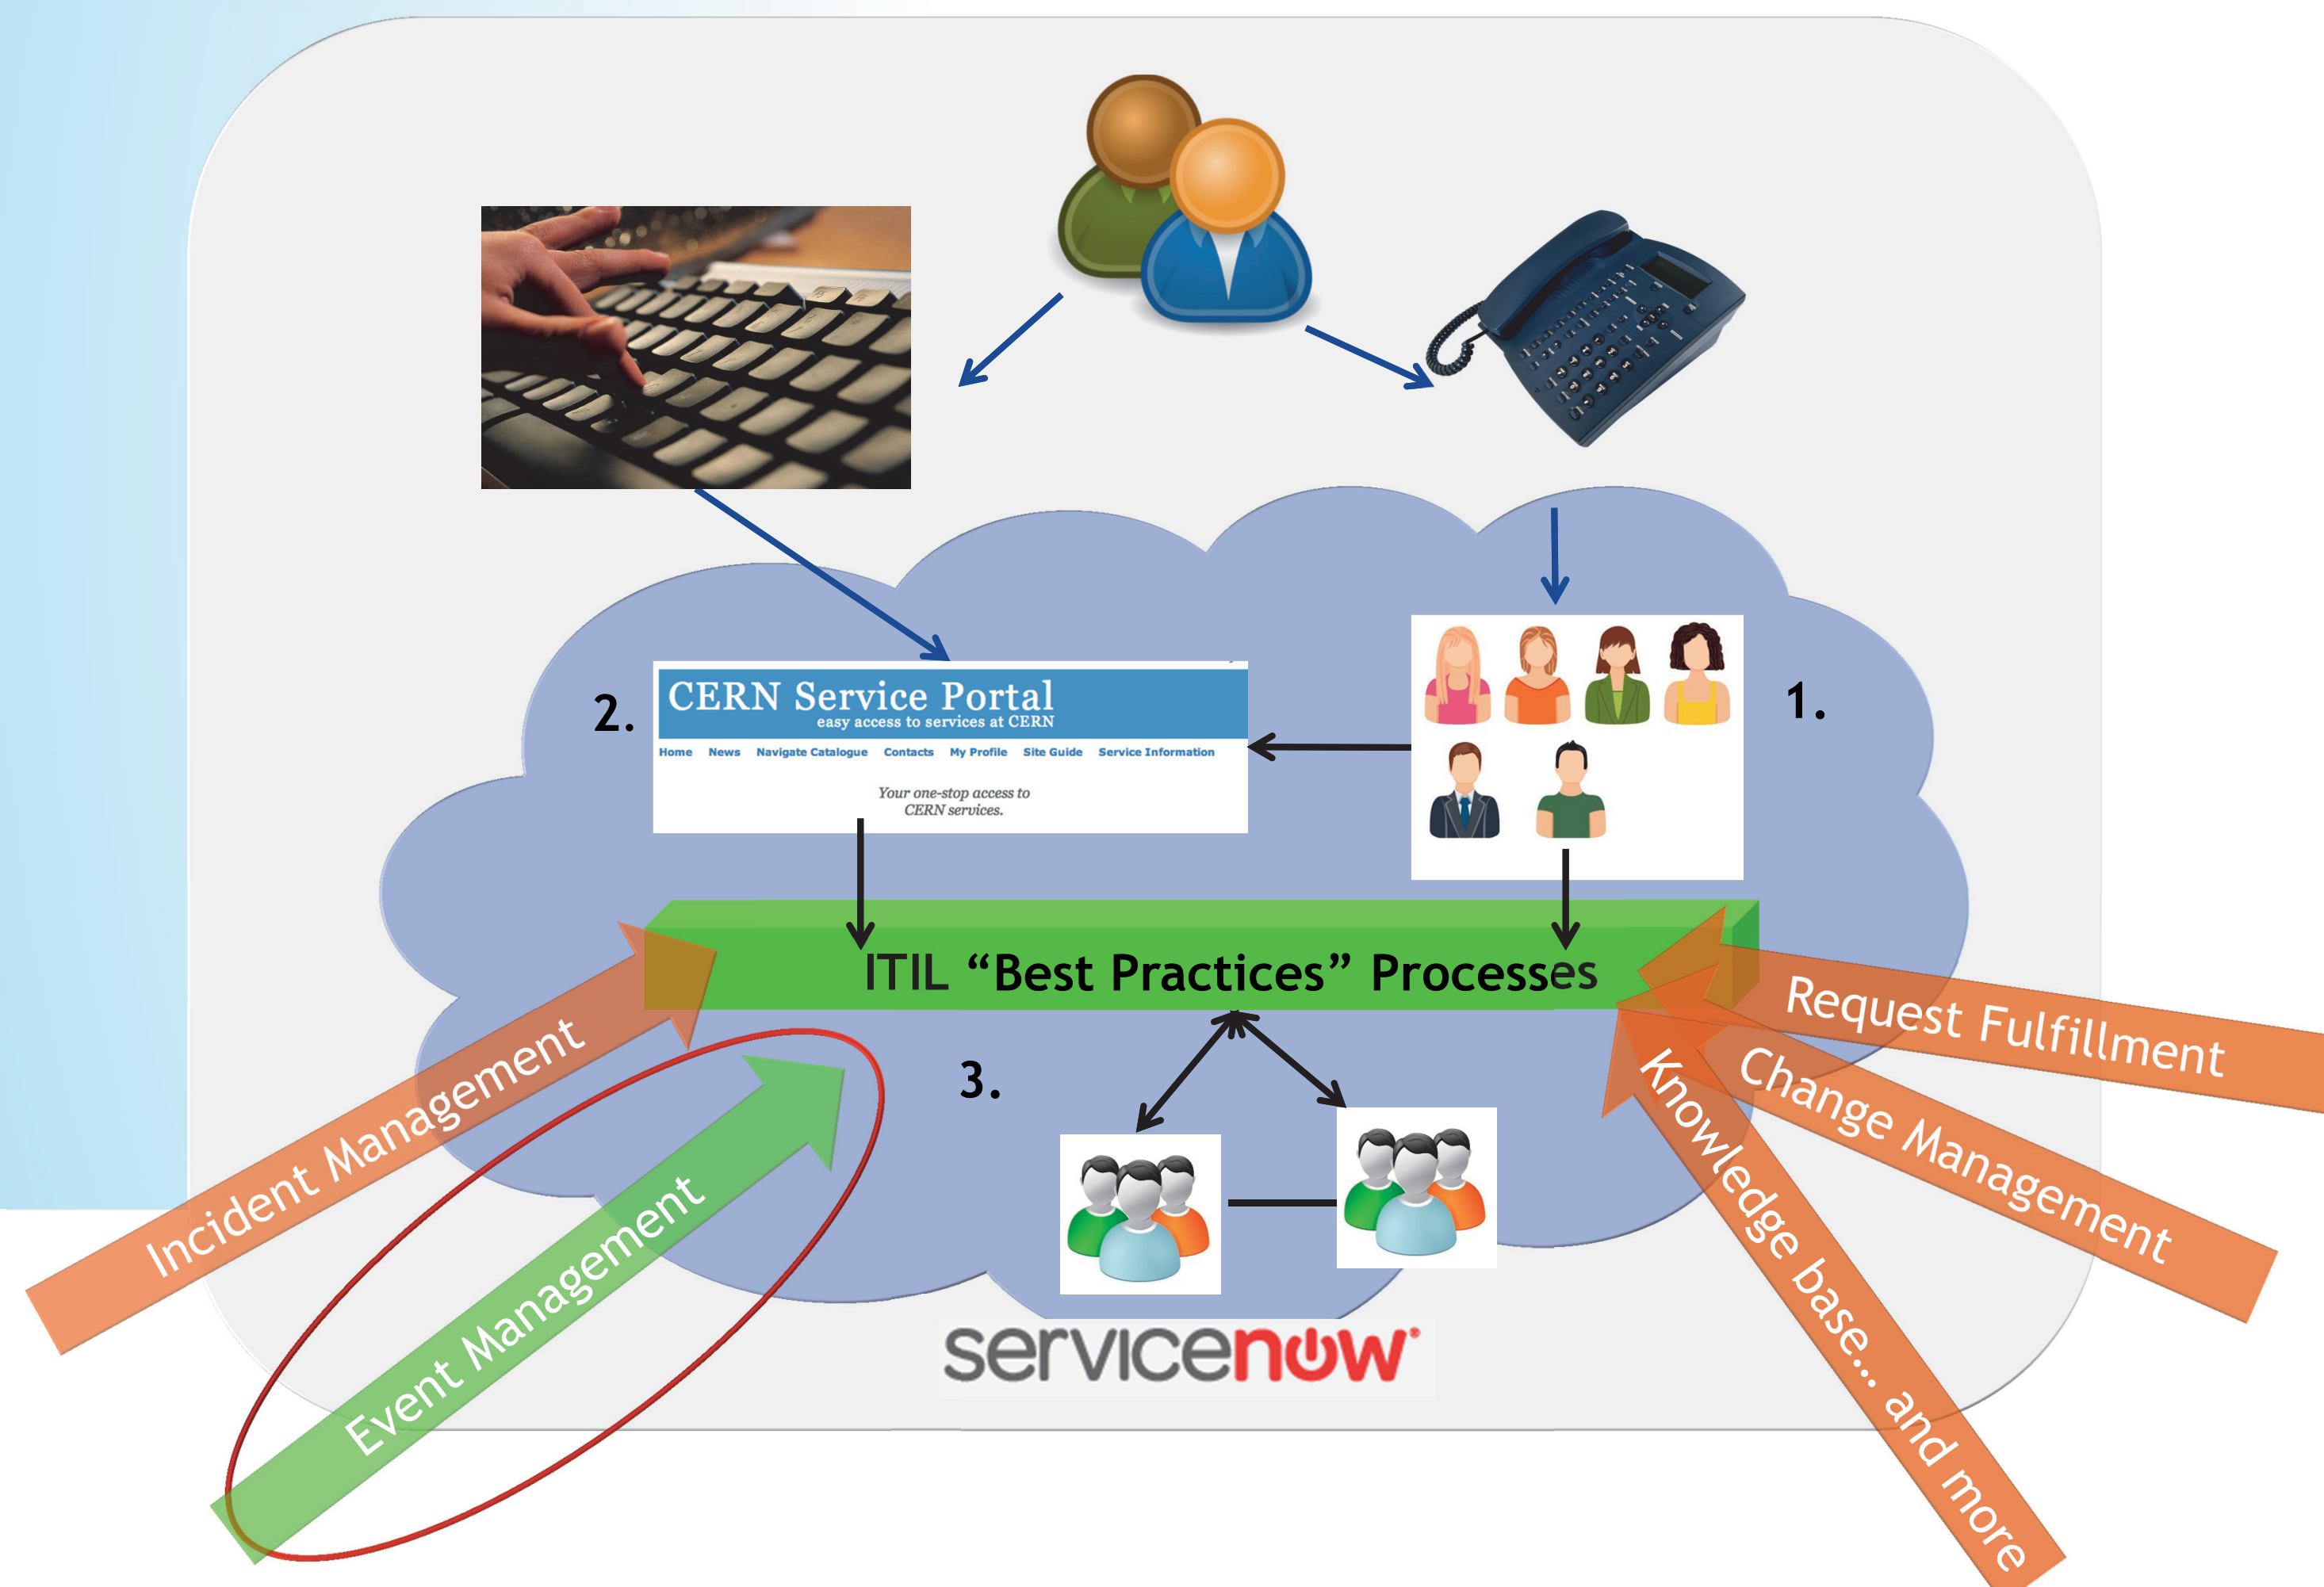 2.
CERN Service Portal
easy access to services at CERN
Home News Navigate Catalogue Contacts My Profile Site Guide Service Information
Your one-stop access to
CERN services.
1.
ITIL “Best Practices” Processes
3.
Incident Management
Event Management
Request Fulfillment
Change Management
Knowledge base... and more
servicenow